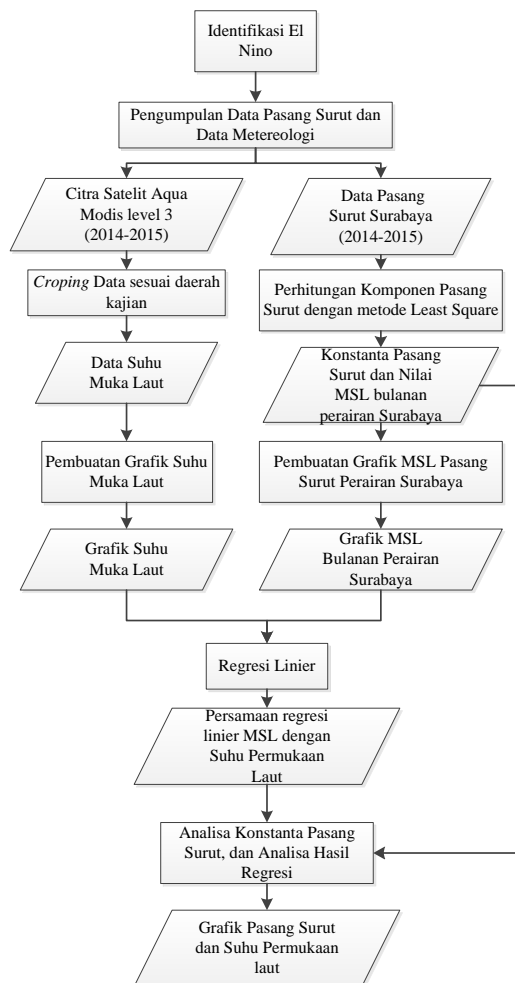 Identifikasi El
Nino
Pengumpulan Data Pasang Surut dan
Data Metereologi
Citra Satelit Aqua
Modis level 3
(2014-2015)
Data Pasang
Surut Surabaya
(2014-2015)
Croping Data sesuai daerah
kajian
Perhitungan Komponen Pasang
Surut dengan metode Least Square
Data Suhu
Muka Laut
Konstanta Pasang
Surut dan Nilai
MSL bulanan
perairan Surabaya
Pembuatan Grafik Suhu
Muka Laut
Pembuatan Grafik MSL Pasang
Surut Perairan Surabaya
Grafik Suhu
Muka Laut
Grafik MSL
Bulanan Perairan
Surabaya
Regresi Linier
Persamaan regresi
linier MSL dengan
Suhu Permukaan
Laut
Analisa Konstanta Pasang
Surut, dan Analisa Hasil
Regresi
Grafik Pasang Surut
dan Suhu Permukaan
laut